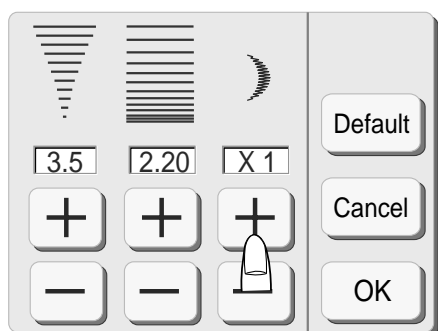 3.5 2.20 X 1 Default
+ + + Cancel
− − − OK